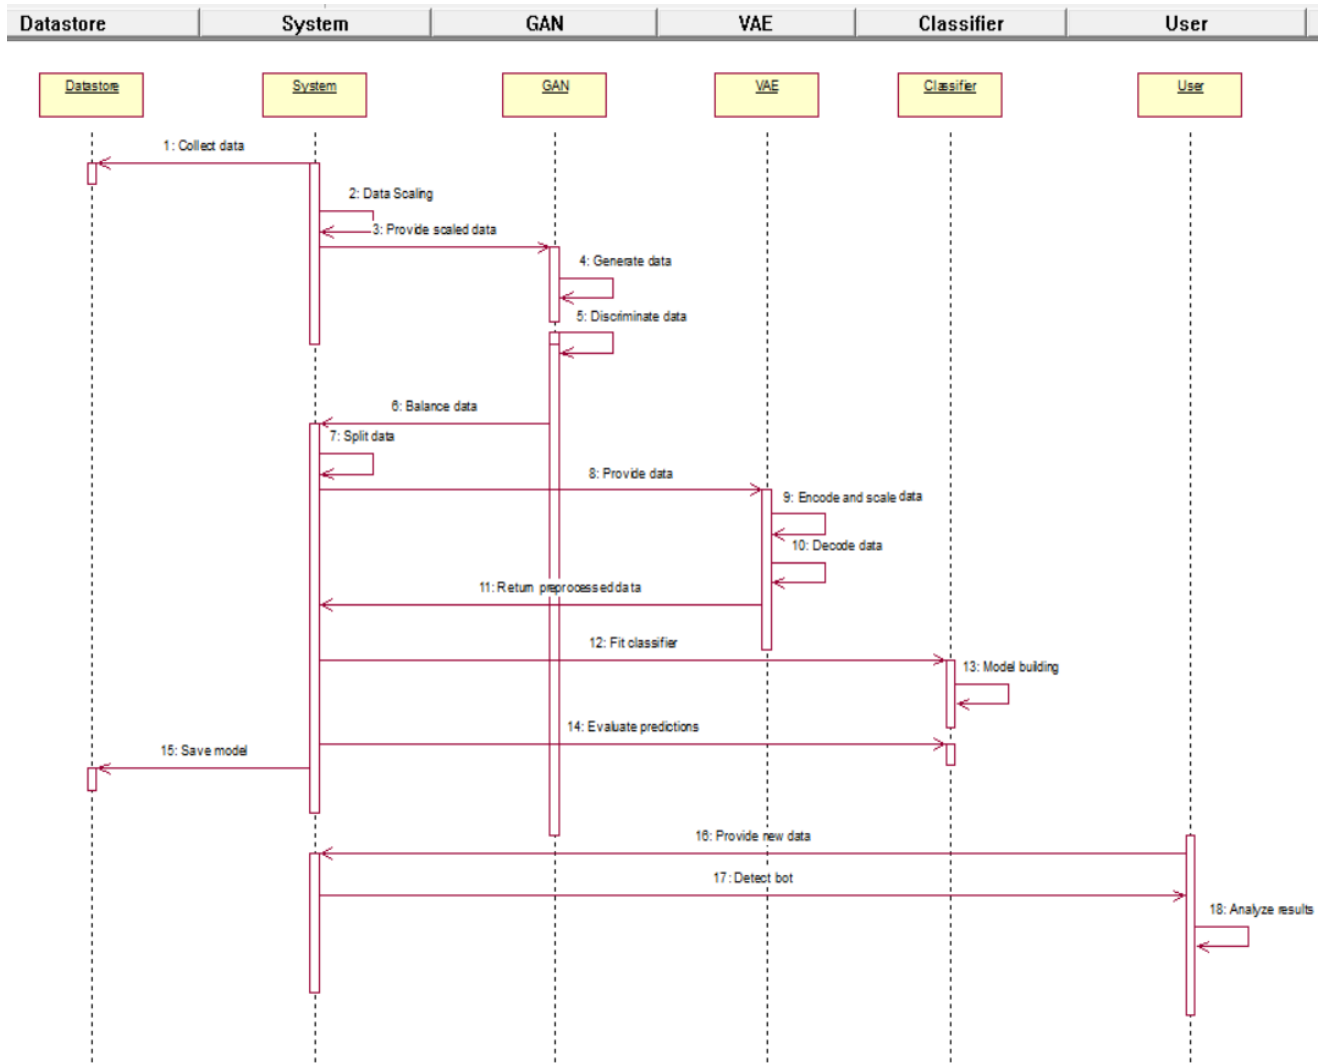 Datastore System GAN VAE Classifier User
Datastore System GAN VAE Classifier User
1: Collect data
2: Data Scaling
3: Provide scaled data
4: Generate data
5: Discriminate data
6: Balance data
7: Split data
8: Provide data
9: Encode and scale data
10: Decode data
11: Return preprocessed data
12: Fit classifier
13: Model building
14: Evaluate predictions
15: Save model
16: Provide new data
17: Detect bot
18: Analyze results